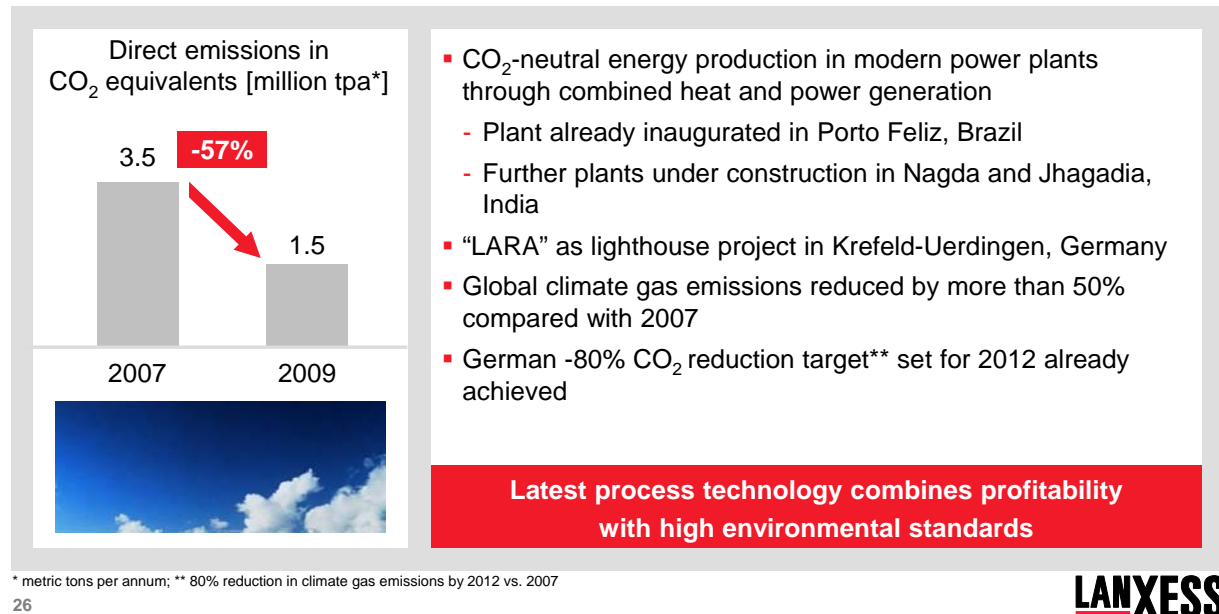 Direct emissions in
CO₂ equivalents [million tpa*]
3.5
-57%
1.5
2007
2009
▪ CO₂-neutral energy production in modern power plants
through combined heat and power generation
- Plant already inaugurated in Porto Feliz, Brazil
- Further plants under construction in Nagda and Jhagadia,
India
▪ “LARA” as lighthouse project in Krefeld-Uerdingen, Germany
▪ Global climate gas emissions reduced by more than 50%
compared with 2007
▪ German -80% CO₂ reduction target** set for 2012 already
achieved
Latest process technology combines profitability
with high environmental standards
* metric tons per annum; ** 80% reduction in climate gas emissions by 2012 vs. 2007
26
LANXESS